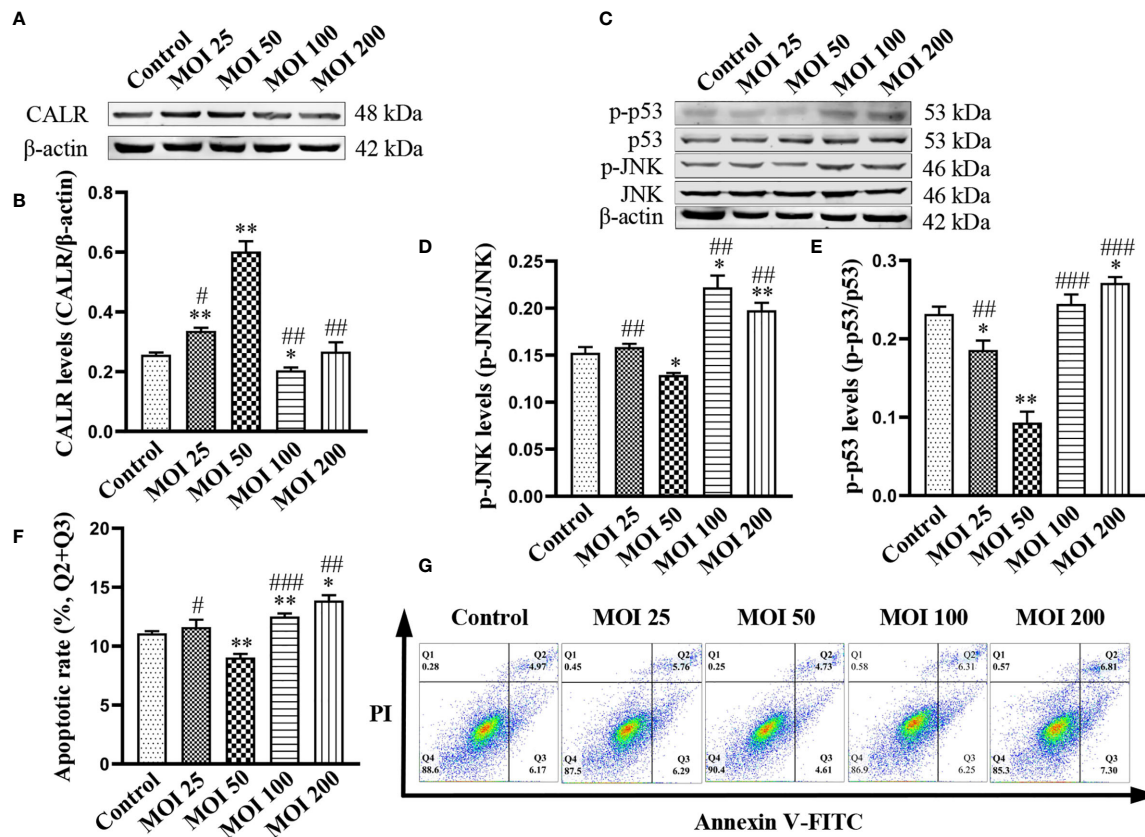 A
Control MOI 25 MOI 50 MOI 100 MOI 200
CALR 48 kDa
β-actin 42 kDa
B
CALR levels (CALR/β-actin)
0.8
0.6
0.4
0.2
0.0
# ** ** ## * ##
Control MOI 25 MOI 50 MOI 100 MOI 200
C
Control MOI 25 MOI 50 MOI 100 MOI 200
p-p53 53 kDa
p53 53 kDa
p-JNK 46 kDa
JNK 46 kDa
β-actin 42 kDa
D
p-JNK levels (p-JNK/JNK)
0.25
0.20
0.15
0.10
0.05
0.00
## * ## * ## **
Control MOI 25 MOI 50 MOI 100 MOI 200
E
p-p53 levels (p-p53/p53)
0.3
0.2
0.1
0.0
## * ** ### ### *
Control MOI 25 MOI 50 MOI 100 MOI 200
F
Apoptotic rate (%, Q2+Q3)
20
15
10
5
0
# ** ### ** ## *
Control MOI 25 MOI 50 MOI 100 MOI 200
G
Control MOI 25 MOI 50 MOI 100 MOI 200
PI
Q1 Q2 Q1 Q2 Q1 Q2 Q1 Q2 Q1 Q2
0.28 4.97 0.45 5.76 0.25 4.73 0.58 6.31 0.57 6.81
Q4 Q3 Q4 Q3 Q4 Q3 Q4 Q3 Q4 Q3
88.6 6.17 87.5 6.29 90.4 4.61 86.9 6.25 85.3 7.30
Annexin V-FITC